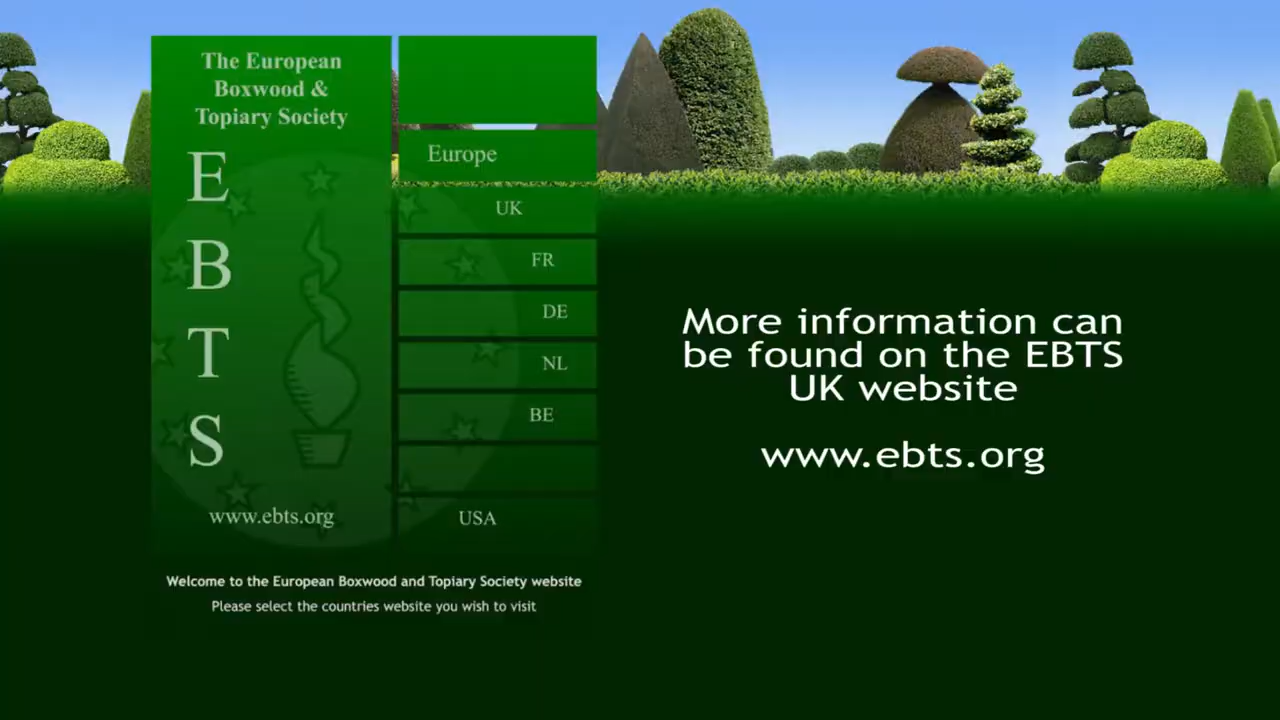 The European
Boxwood &
Topiary Society
E
B
T
S
www.ebts.org
Europe
UK
FR
DE
NL
BE
USA
Welcome to the European Boxwood and Topiary Society website
Please select the countries website you wish to visit
More information can
be found on the EBTS
UK website
www.ebts.org